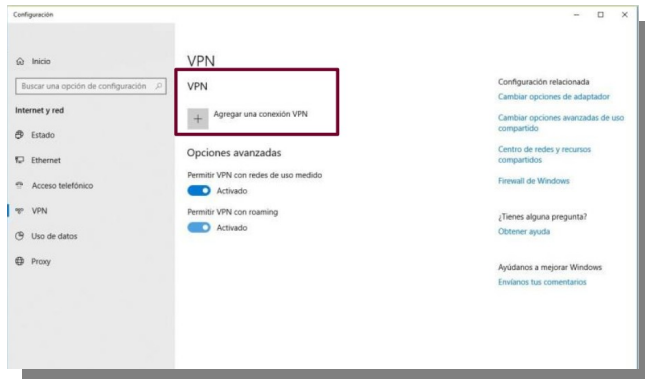 Configuración
Inicio
Buscar una opción de configuración
Internet y red
Estado
Ethernet
Acceso telefónico
VPN
Uso de datos
Proxy
VPN
VPN
Agregar una conexión VPN
Opciones avanzadas
Permitir VPN con redes de uso medido
Activado
Permitir VPN con roaming
Activado
Configuración relacionada
Cambiar opciones de adaptador
Cambiar opciones avanzadas de uso
compartido
Centro de redes y recursos
compartidos
Firewall de Windows
¿Tienes alguna pregunta?
Obtener ayuda
Ayúdanos a mejorar Windows
Envíanos tus comentarios